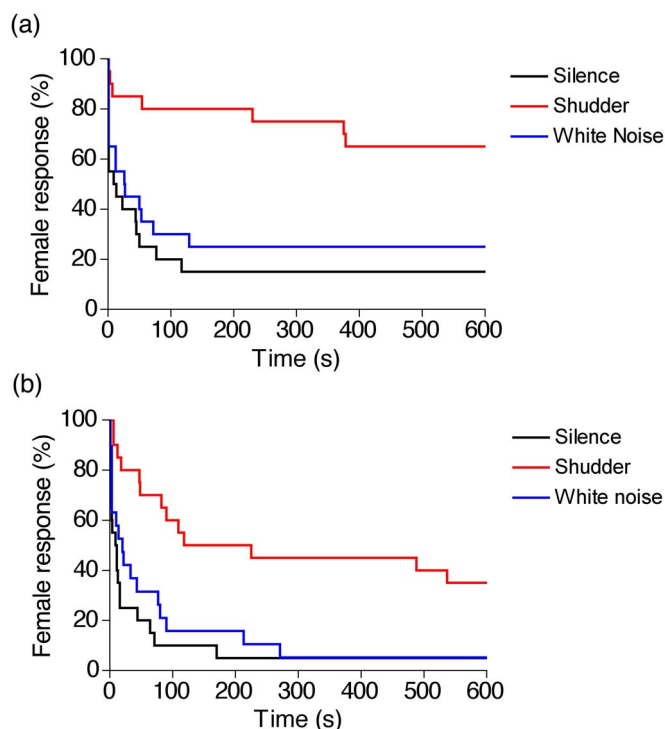 (a)
100
80
60
40
20
0
Female response (%)
0 100 200 300 400 500 600
Time (s)
Silence
Shudder
White Noise
(b)
100
80
60
40
20
0
Female response (%)
0 100 200 300 400 500 600
Time (s)
Silence
Shudder
White noise